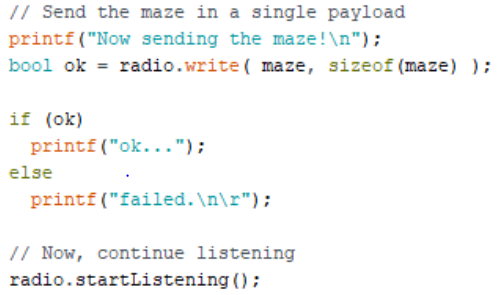 // Send the maze in a single payload
printf("Now sending the maze!\n");
bool ok = radio.write( maze, sizeof(maze) );
if (ok)
printf("ok...");
else
printf("failed.\n\r");
// Now, continue listening
radio.startListening();